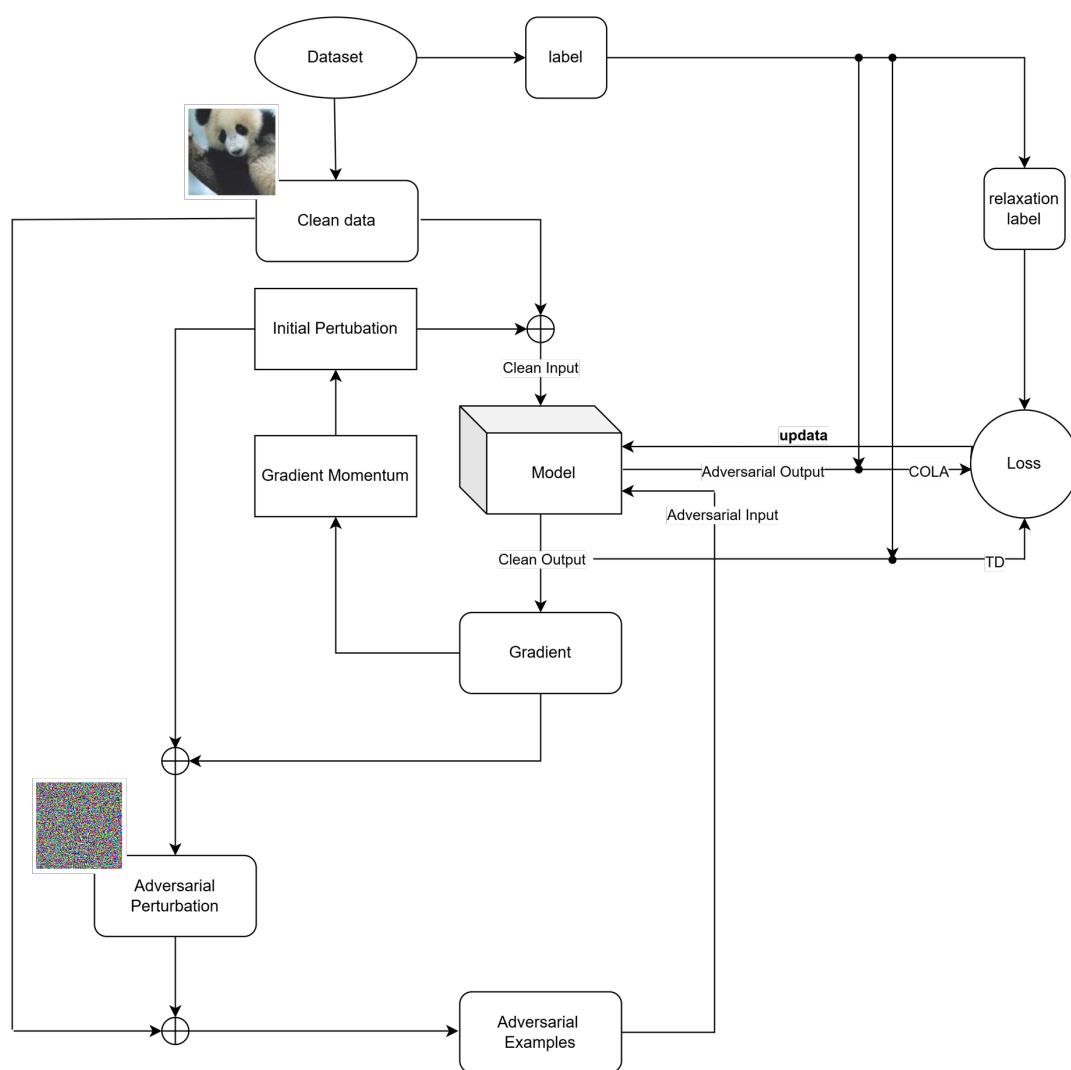 Dataset
label
Clean data
relaxation
label
Initial Pertubation
Clean Input
updata
Gradient Momentum
Model
Adversarial Output
COLA
Loss
Adversarial Input
Clean Output
TD
Gradient
Adversarial
Perturbation
Adversarial
Examples